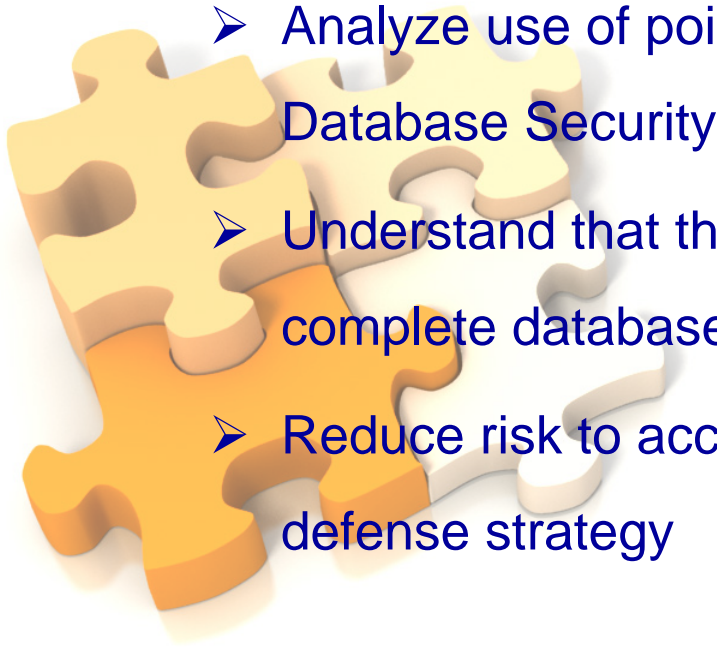 ➢ Analyze use of poi
Database Security
➢ Understand that th
complete database
➢ Reduce risk to acc
defense strategy